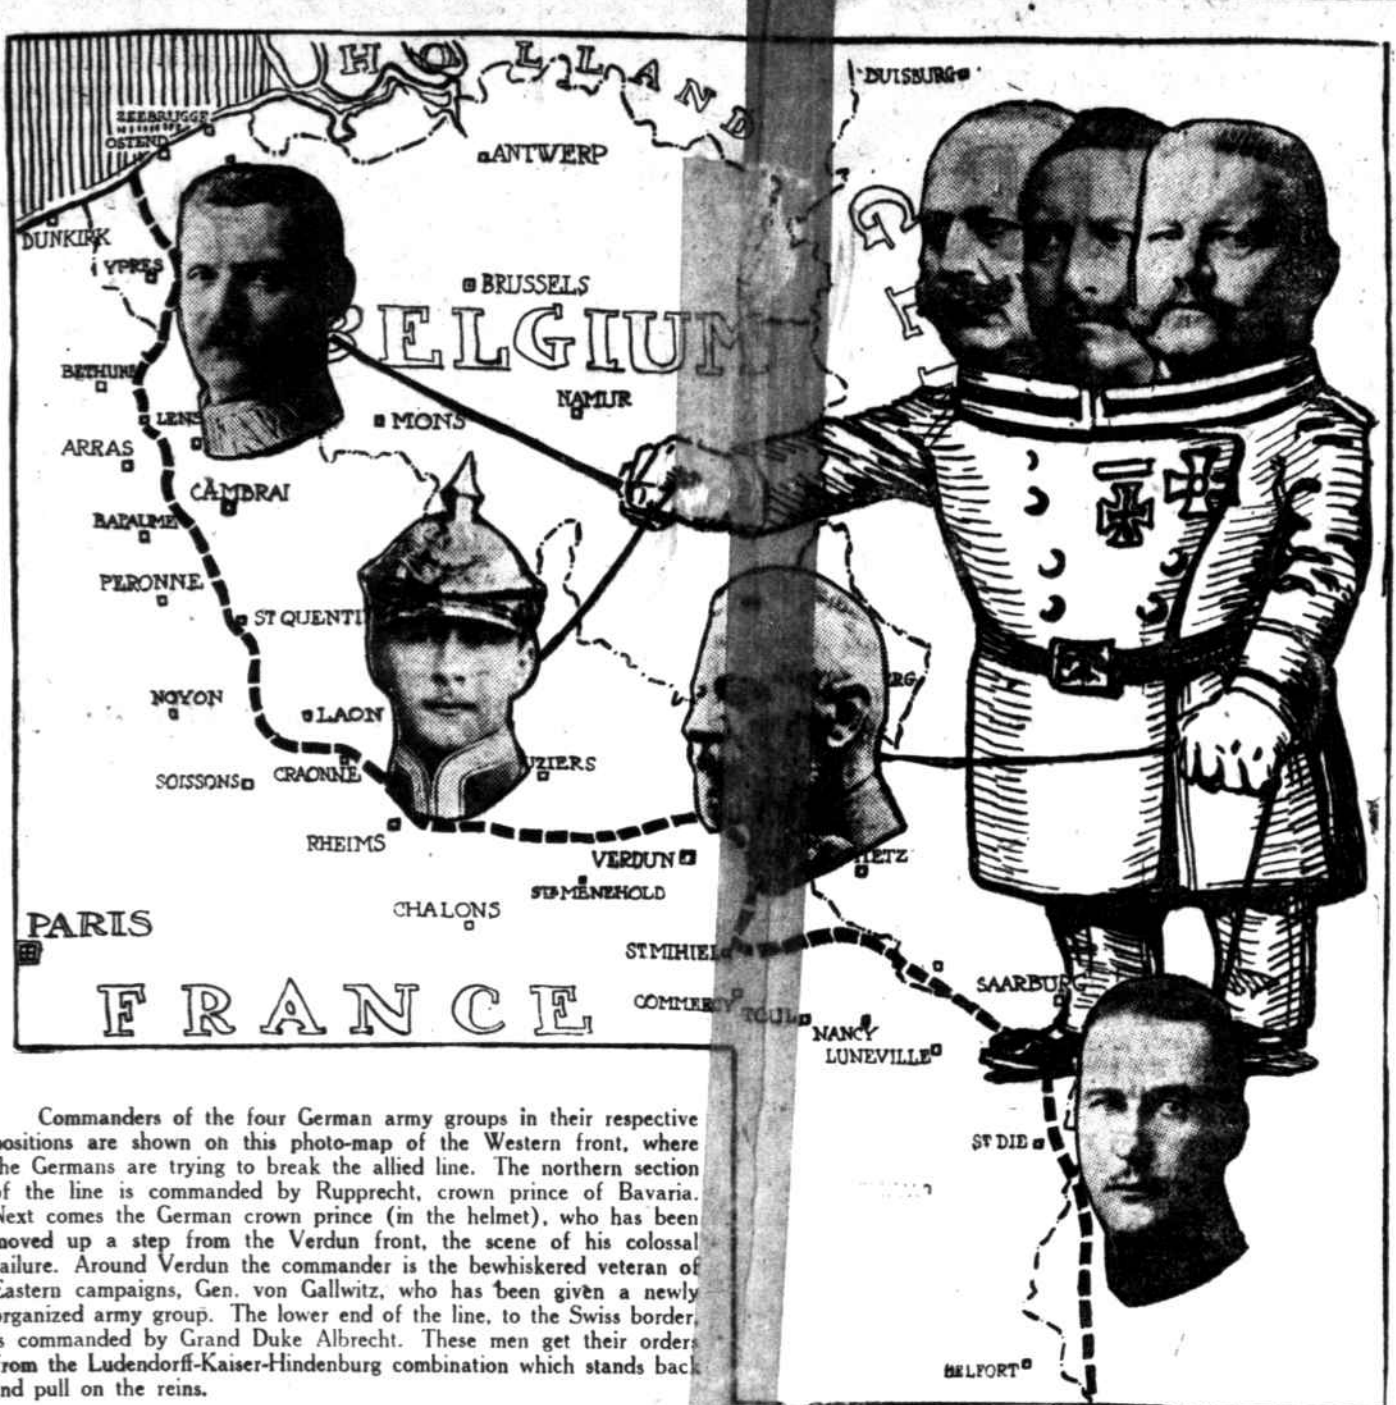 HOLLAND
DUISBURG
ZEEBRUGGE
OSTEND
ANTWERP
DUNKIRK
YPRES
BRUSSELS
BELGIUM
BETHUNE
NAMUR
LENS
MONS
ARRAS
CAMBRAI
BAPAUME
PERONNE
ST QUENTI
NOYON
LAON
SOISSONS
CRAONNE
UZIERS
RHEIMS
VERDUN
METZ
STE MENEHOLD
CHALONS
PARIS
ST MIHIEL
SAARBURG
FRANCE
COMMERCY
TOUL
NANCY
LUNEVILLE
ST DIE
BELFORT
Commanders of the four German army groups in their respective
positions are shown on this photo-map of the Western front, where
the Germans are trying to break the allied line. The northern section
of the line is commanded by Rupprecht, crown prince of Bavaria.
Next comes the German crown prince (in the helmet), who has been
moved up a step from the Verdun front, the scene of his colossal
failure. Around Verdun the commander is the bewhiskered veteran of
Eastern campaigns, Gen. von Gallwitz, who has been given a newly
organized army group. The lower end of the line, to the Swiss border,
is commanded by Grand Duke Albrecht. These men get their orders
from the Ludendorff-Kaiser-Hindenburg combination which stands back
and pull on the reins.